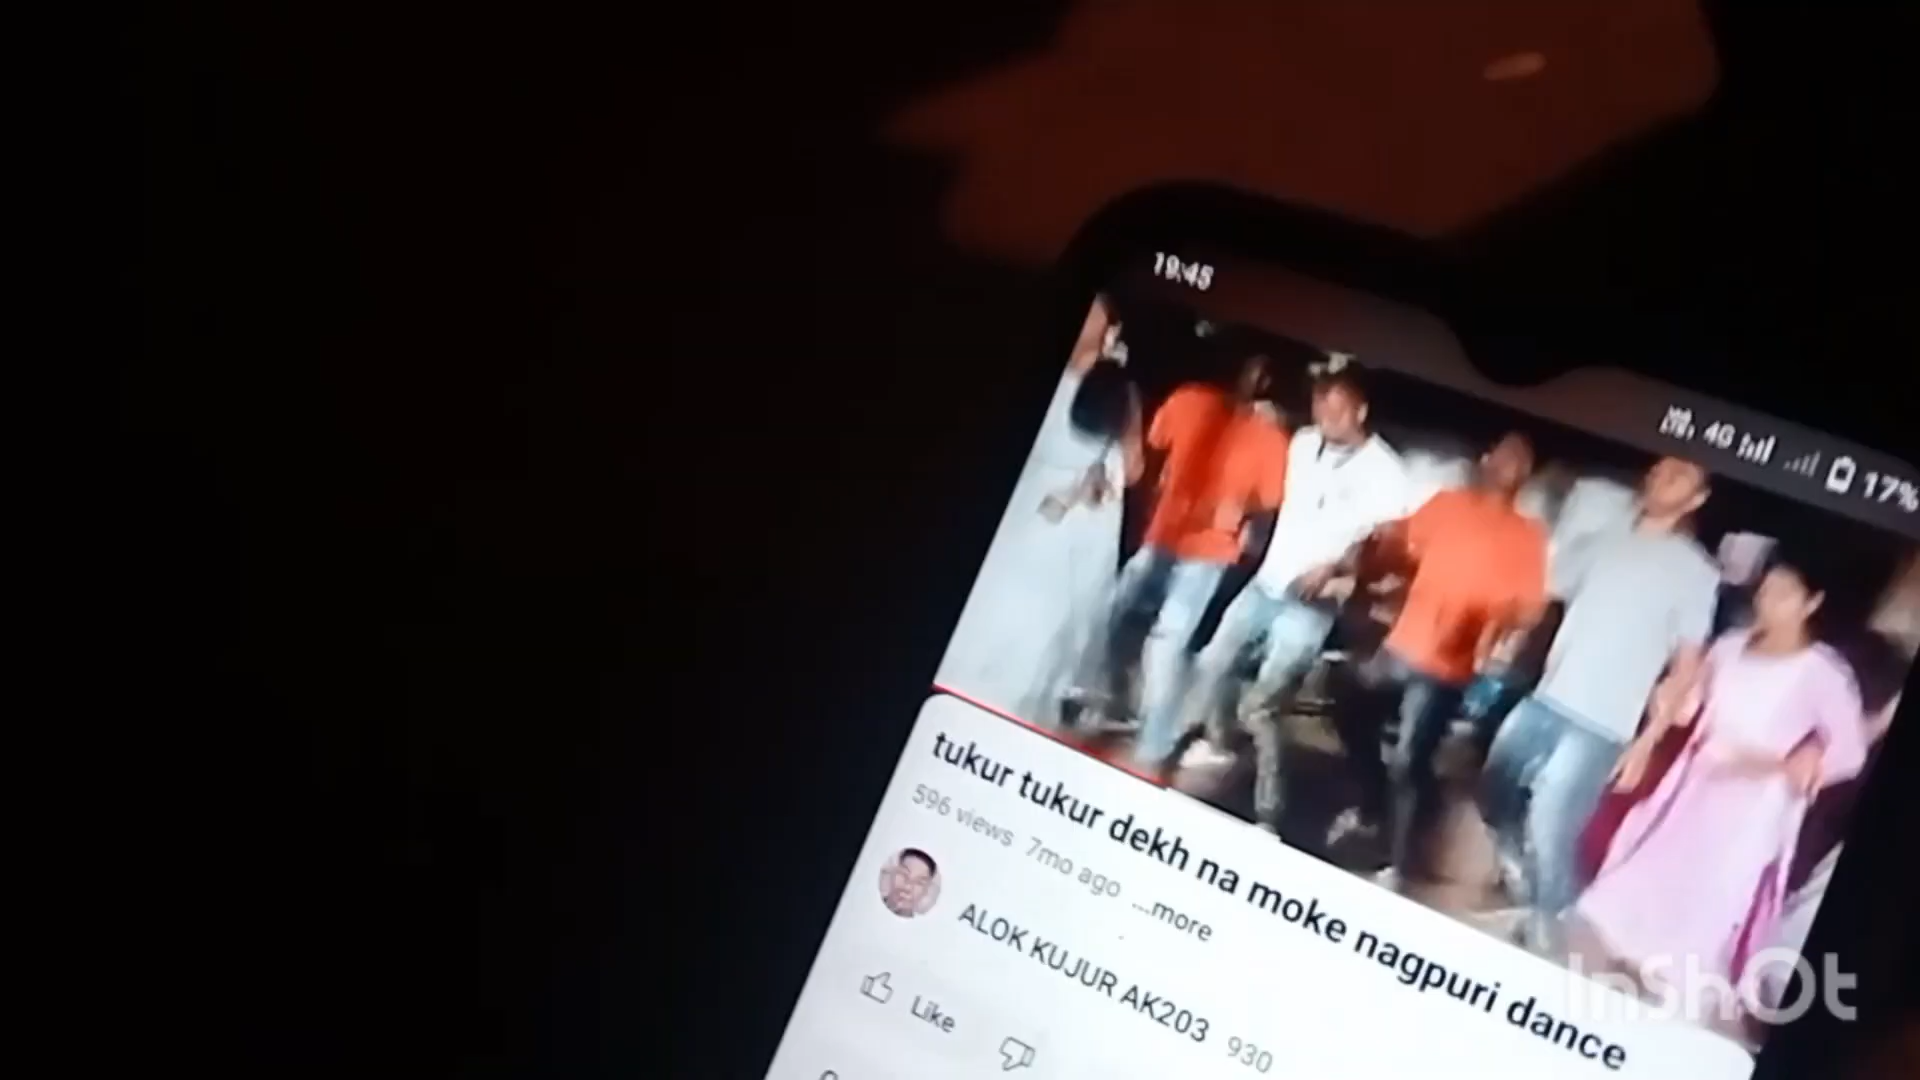 19:45
4G 17%
tukur tukur dekh na moke nagpuri dance
596 views 7mo ago ...more
ALOK KUJUR AK203 930
Like
InShOt